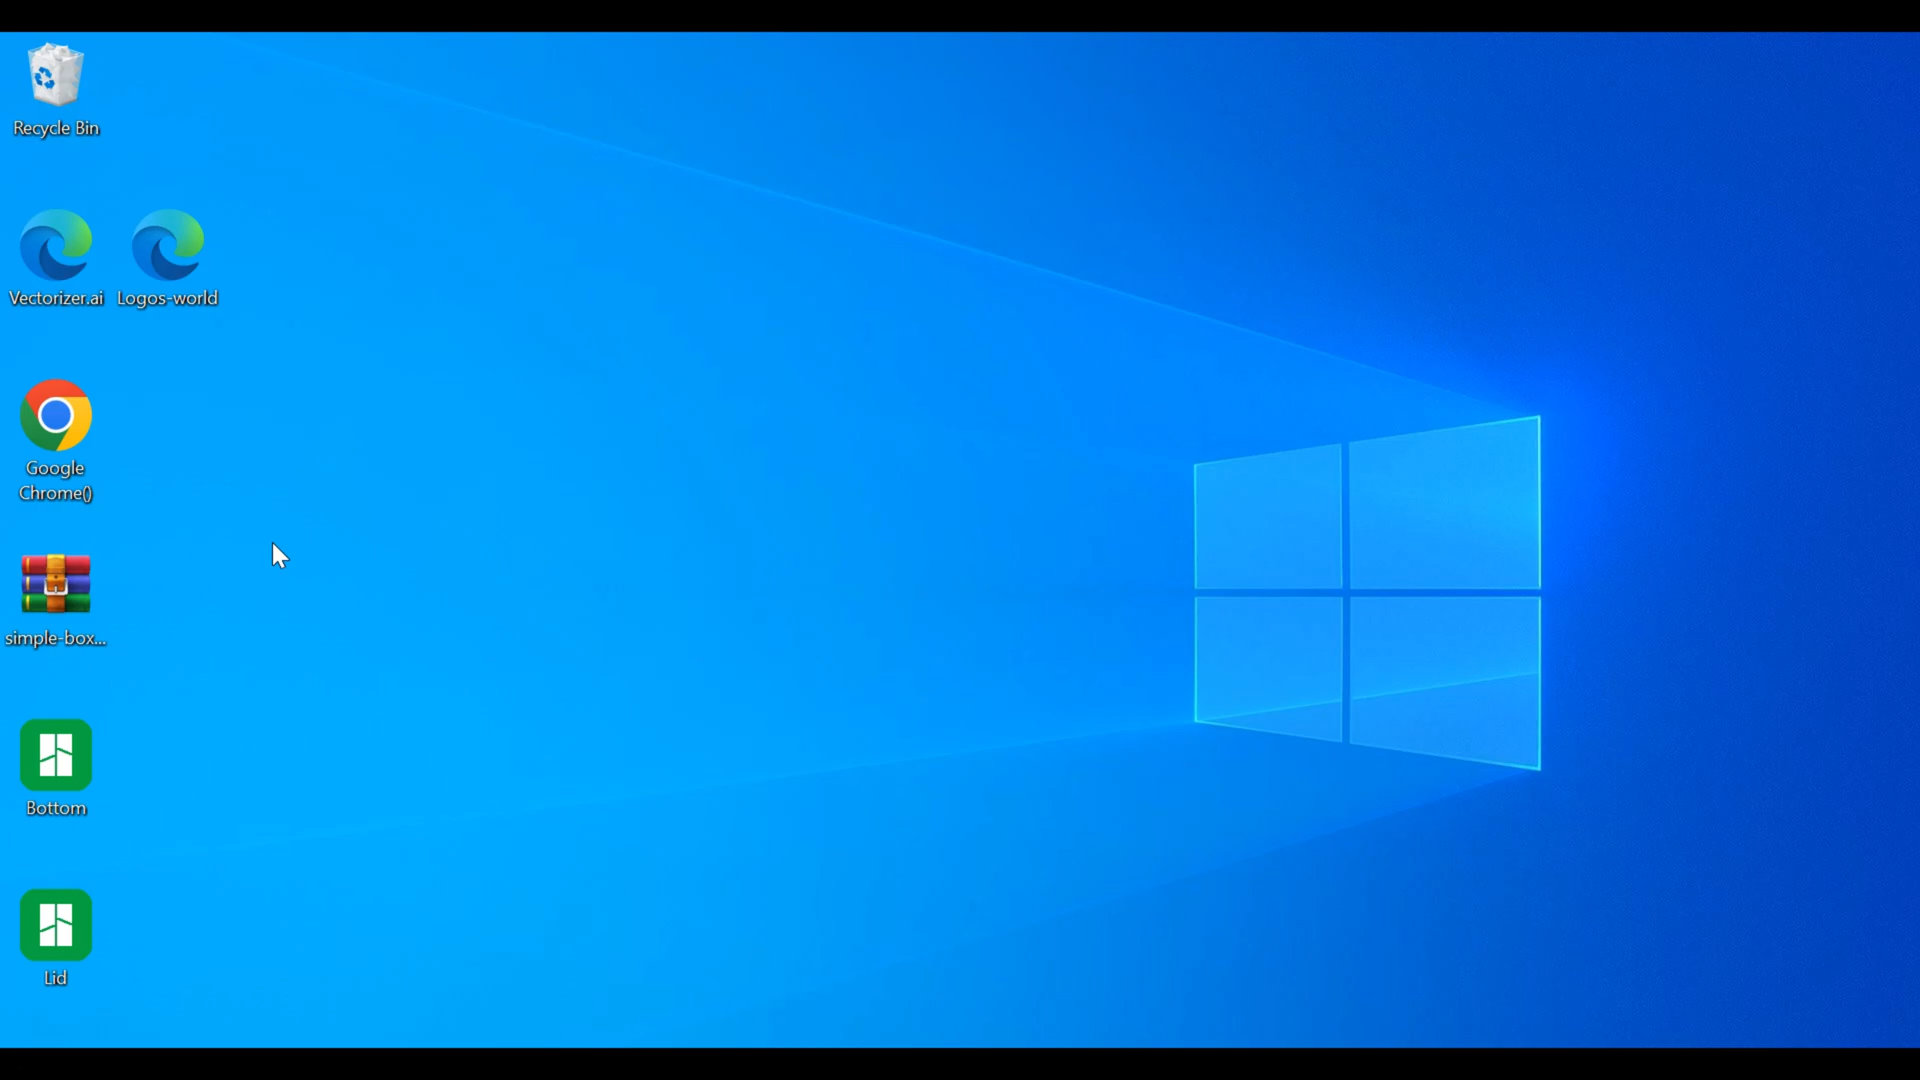 Recycle Bin
Vectorizer.ai
Logos-world
Google
Chrome()
simple-box...
Bottom
Lid